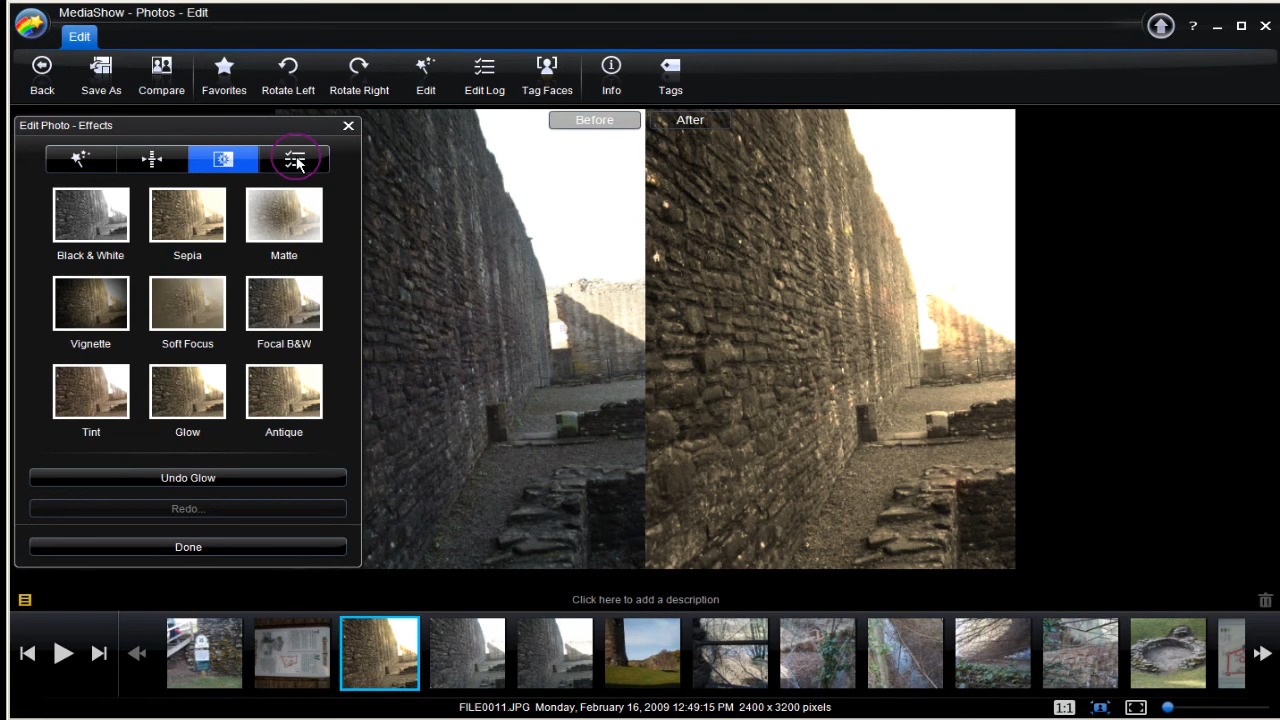 MediaShow - Photos - Edit
Edit
?
Back Save As Compare Favorites Rotate Left Rotate Right Edit Edit Log Tag Faces Info Tags
Edit Photo - Effects
Before After
Black & White Sepia Matte
Vignette Soft Focus Focal B&W
Tint Glow Antique
Undo Glow
Redo...
Done
Click here to add a description
FILE0011.JPG Monday, February 16, 2009 12:49:15 PM 2400 x 3200 pixels
1:1